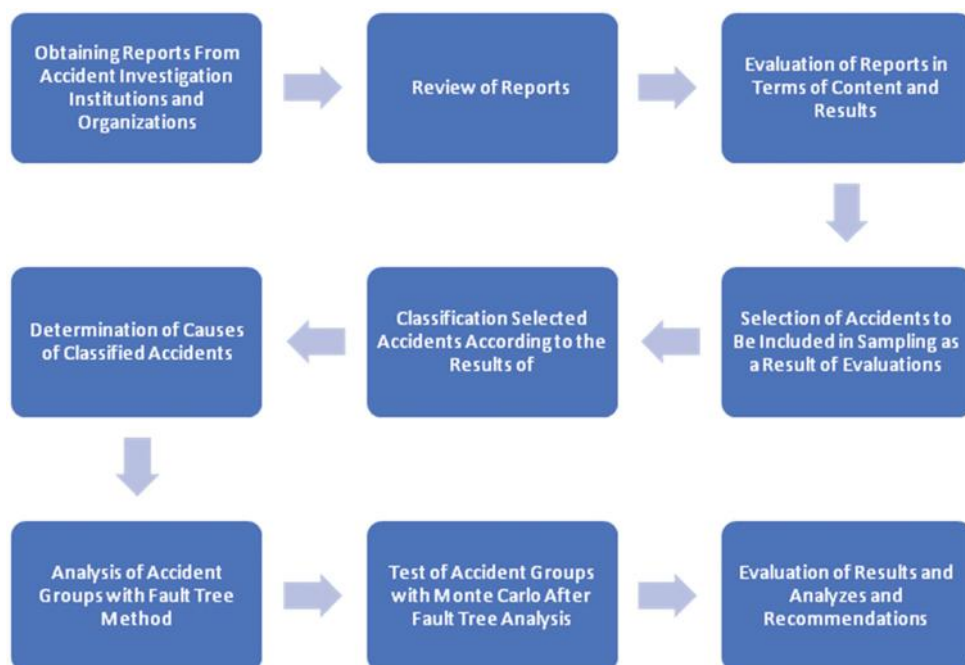 Obtaining Reports From
Accident Investigation
Institutions and
Organizations
Review of Reports
Evaluation of Reports in
Terms of Content and
Results
Selection of Accidents to
Be Included in Sampling as
a Result of Evaluations
Classification Selected
Accidents According to the
Results of
Determination of Causes
of Classified Accidents
Analysis of Accident
Groups with Fault Tree
Method
Test of Accident Groups
with Monte Carlo After
Fault Tree Analysis
Evaluation of Results and
Analyzes and
Recommendations